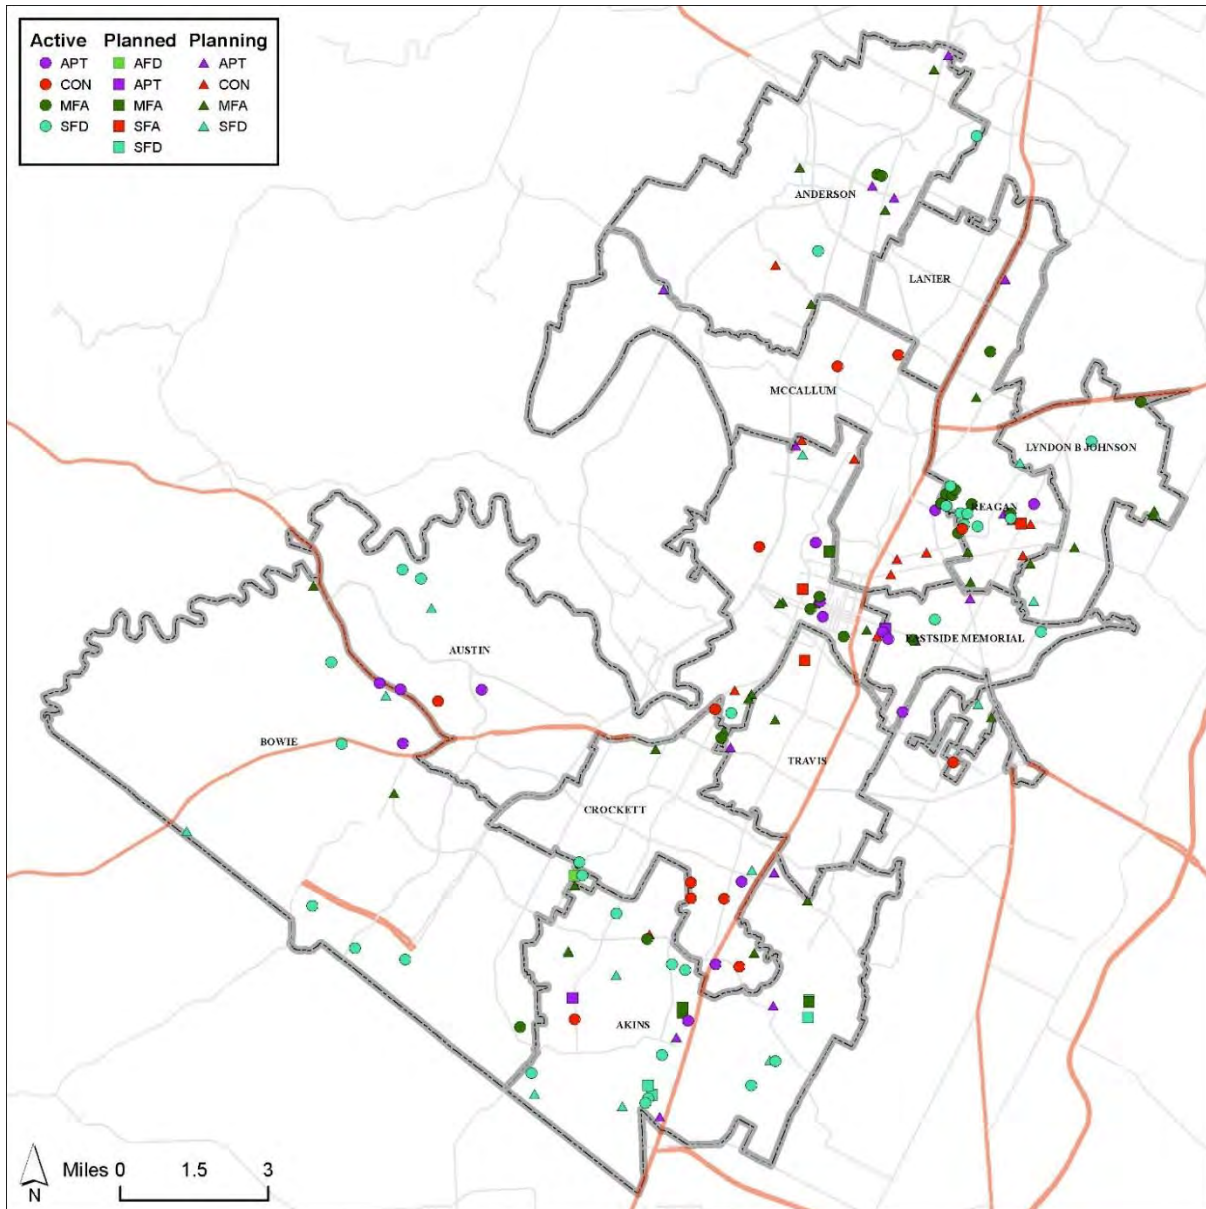 Active Planned Planning
APT AFD APT
CON APT CON
MFA MFA MFA
SFD SFA SFD
SFD
ANDERSON
LANIER
MCCALLUM
LYNDON B JOHNSON
REAGAN
EASTSIDE MEMORIAL
AUSTIN
BOWIE
TRAVIS
CROCKETT
AKINS
Miles 0 1.5 3
N